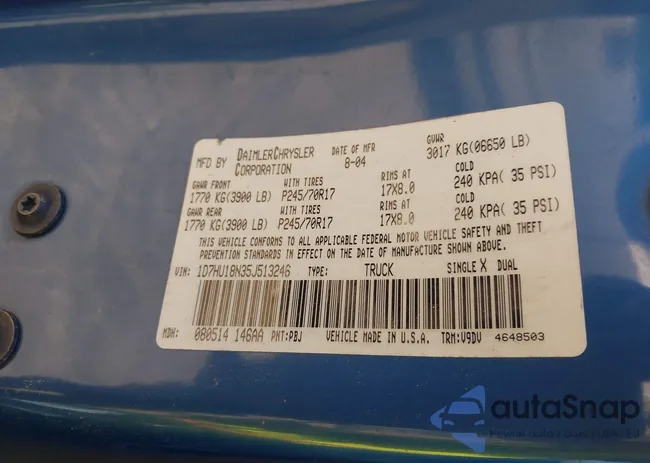 MFD BY DAIMLERCHRYSLER CORPORATION
DATE OF MFR 8-04
GVWR 3017 KG(06650 LB)
GAWR FRONT WITH TIRES RIMS AT COLD
1770 KG(3900 LB) P245/70R17 17X8.0 240 KPA( 35 PSI)
GAWR REAR WITH TIRES RIMS AT COLD
1770 KG(3900 LB) P245/70R17 17X8.0 240 KPA( 35 PSI)
THIS VEHICLE CONFORMS TO ALL APPLICABLE FEDERAL MOTOR VEHICLE SAFETY AND THEFT
PREVENTION STANDARDS IN EFFECT ON THE DATE OF MANUFACTURE SHOWN ABOVE.
VIN: 1D7HU18N35J513246 TYPE: TRUCK SINGLE X DUAL
MDH: 080514 146AA PNT:PBJ VEHICLE MADE IN U.S.A. TRM:V9DV 4648503
autaSnap
Pewne auta z